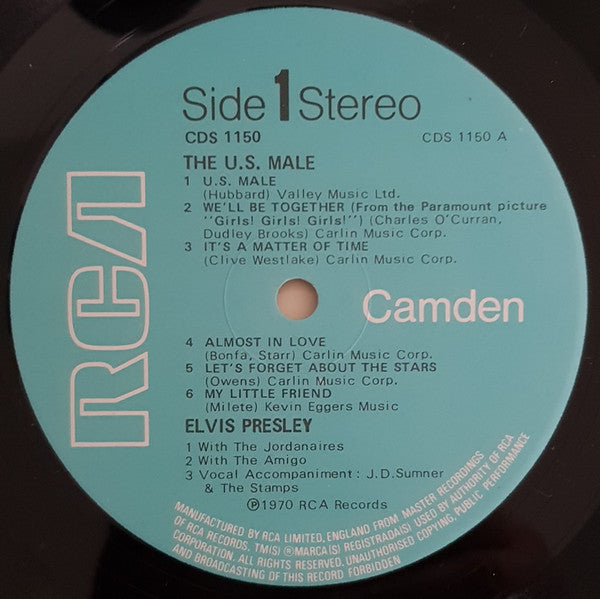 Side 1 Stereo
CDS 1150
CDS 1150 A
THE U.S. MALE
1 U.S. MALE
(Hubbard) Valley Music Ltd.
2 WE'LL BE TOGETHER (From the Paramount picture
"Girls! Girls! Girls!") (Charles O'Curran,
Dudley Brooks) Carlin Music Corp.
3 IT'S A MATTER OF TIME
(Clive Westlake) Carlin Music Corp.
RCA
Camden
4 ALMOST IN LOVE
(Bonfa, Starr) Carlin Music Corp.
5 LET'S FORGET ABOUT THE STARS
(Owens) Carlin Music Corp.
6 MY LITTLE FRIEND
(Milete) Kevin Eggers Music
ELVIS PRESLEY
1 With The Jordanaires
2 With The Amigo
3 Vocal Accompaniment: J.D. Sumner
& The Stamps
℗1970 RCA Records
MANUFACTURED BY RCA LIMITED, ENGLAND FROM MASTER RECORDINGS
OF RCA RECORDS. TM(S) ® MARCA(S) REGISTRADA(S) USED BY AUTHORITY OF RCA
CORPORATION. ALL RIGHTS RESERVED. UNAUTHORISED COPYING, PUBLIC PERFORMANCE
AND BROADCASTING OF THIS RECORD FORBIDDEN